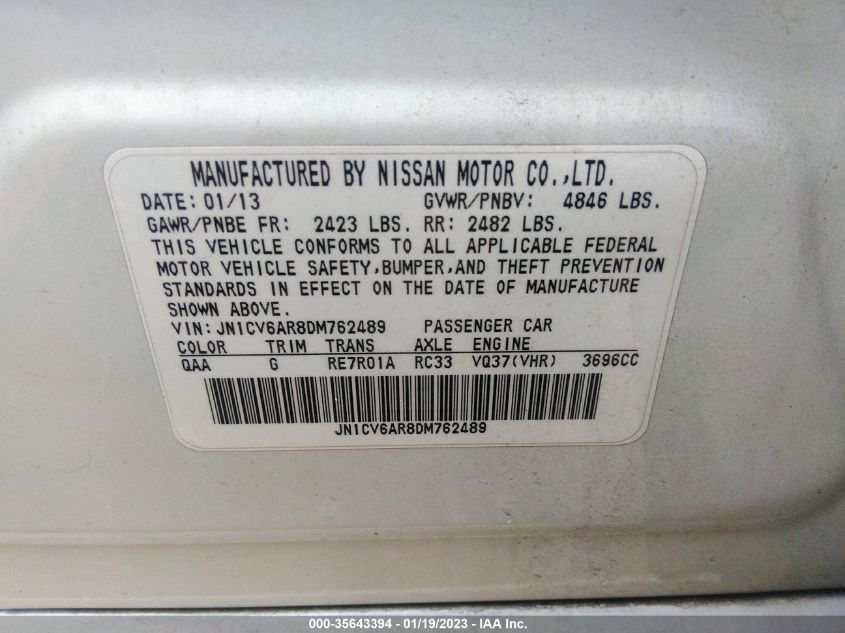 MANUFACTURED BY NISSAN MOTOR CO.,LTD.
DATE: 01/13 GVWR/PNBV: 4846 LBS.
GAWR/PNBE FR: 2423 LBS. RR: 2482 LBS.
THIS VEHICLE CONFORMS TO ALL APPLICABLE FEDERAL
MOTOR VEHICLE SAFETY,BUMPER,AND THEFT PREVENTION
STANDARDS IN EFFECT ON THE DATE OF MANUFACTURE
SHOWN ABOVE.
VIN:JN1CV6AR8DM762489 PASSENGER CAR
COLOR TRIM TRANS AXLE ENGINE
QAA G RE7R01A RC33 VQ37(VHR) 3696CC
JN1CV6AR8DM762489
000-35643394 - 01/19/2023 - IAA Inc.